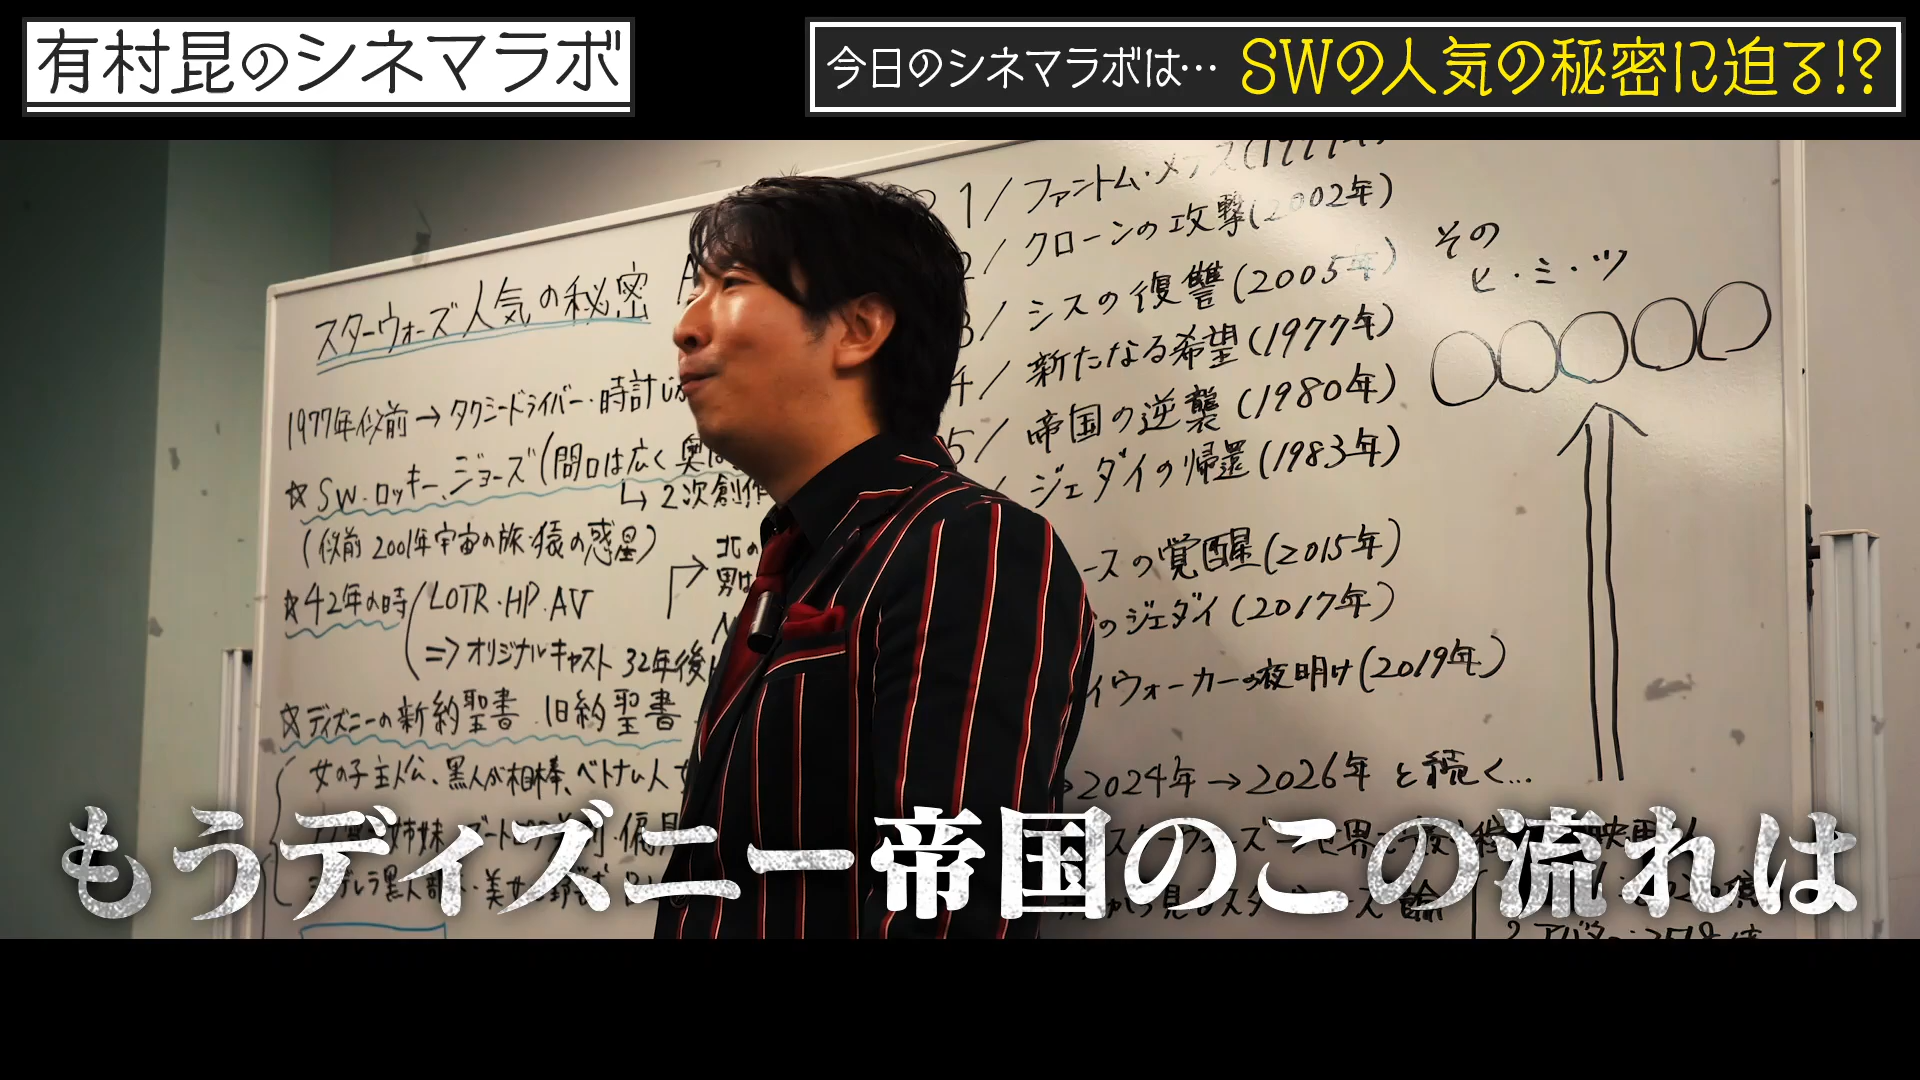 有村昆のシネマラボ
今日のシネマラボは… SWの人気の秘密に迫る!?
スターウォーズ人気の秘密
1977年以前→タクシードライバー・時計じ
☆SW・ロッキー、ジョーズ(間口は広く奥は
↳2次創作
(以前 2001年宇宙の旅・猿の惑星)
☆42年の時
LOTR・HP・AV
⇒オリジナルキャスト 32年後
北の
男は
☆ディズニーの新約聖書 旧約聖書
女の子主人公、黒人が相棒、ベトナム人
姉妹
1/ファントム・メ
2/クローンの攻撃(2002年)
3/シスの復讐(2005年)
4/新たなる希望(1977年)
5/帝国の逆襲(1980年)
/ジェダイの帰還(1983年)
ースの覚醒(2015年)
のジェダイ(2017年)
イウォーカーの夜明け(2019年)
→2024年→2026年 と続く…
その
ヒ・ミ・ツ
もうディズニー帝国のこの流れは